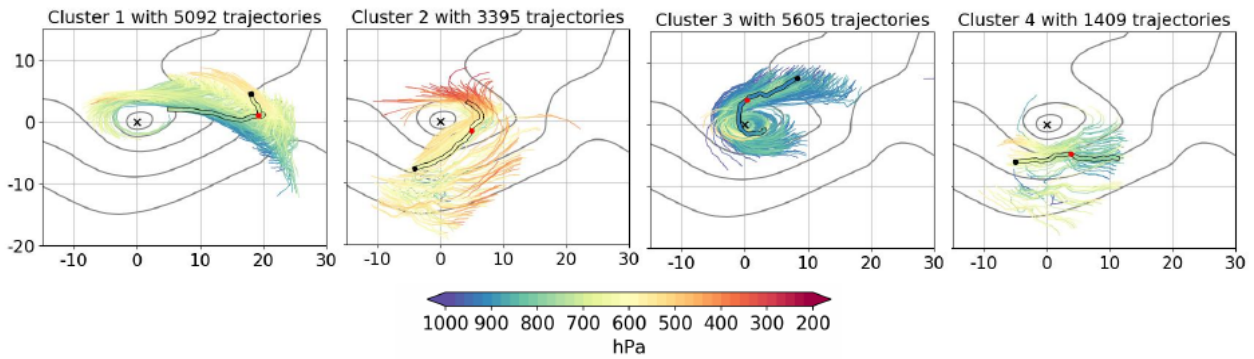 Cluster 1 with 5092 trajectories
Cluster 2 with 3395 trajectories
Cluster 3 with 5605 trajectories
Cluster 4 with 1409 trajectories
10
0
-10
-20
-10 0 10 20 30
-10 0 10 20 30
-10 0 10 20 30
-10 0 10 20 30
1000 900 800 700 600 500 400 300 200
hPa